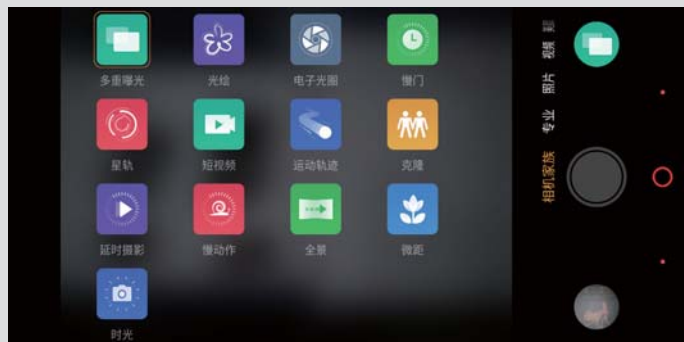 多重曝光 光绘 电子光圈 慢门
星轨 短视频 运动轨迹 克隆
延时摄影 慢动作 全景 微距
时光
视频
照片
专业
相机家族